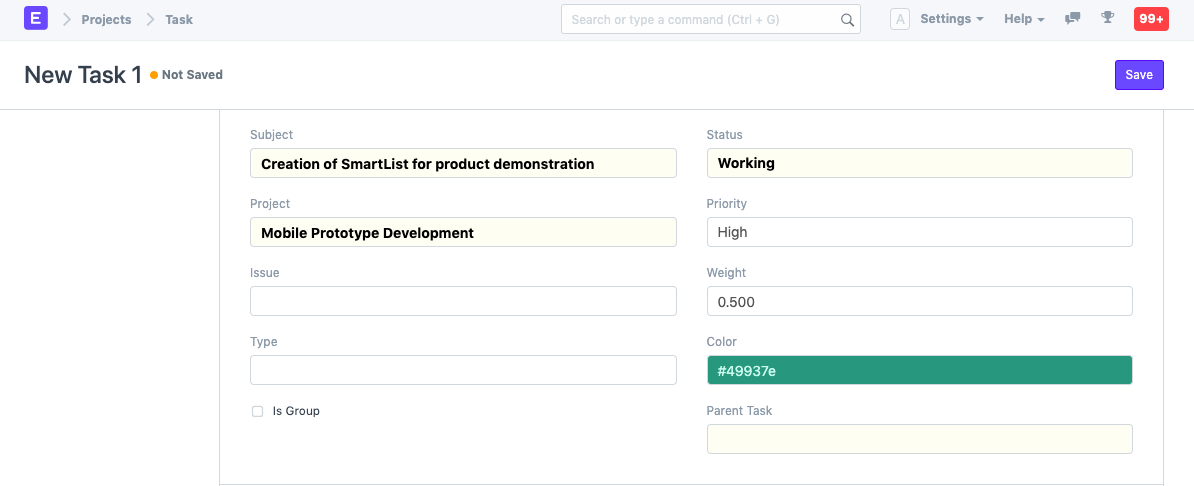 E Projects Task Search or type a command (Ctrl + G) A Settings Help 99+
New Task 1 Not Saved Save
Subject
Creation of SmartList for product demonstration
Project
Mobile Prototype Development
Issue
Type
Is Group
Status
Working
Priority
High
Weight
0.500
Color
#49937e
Parent Task